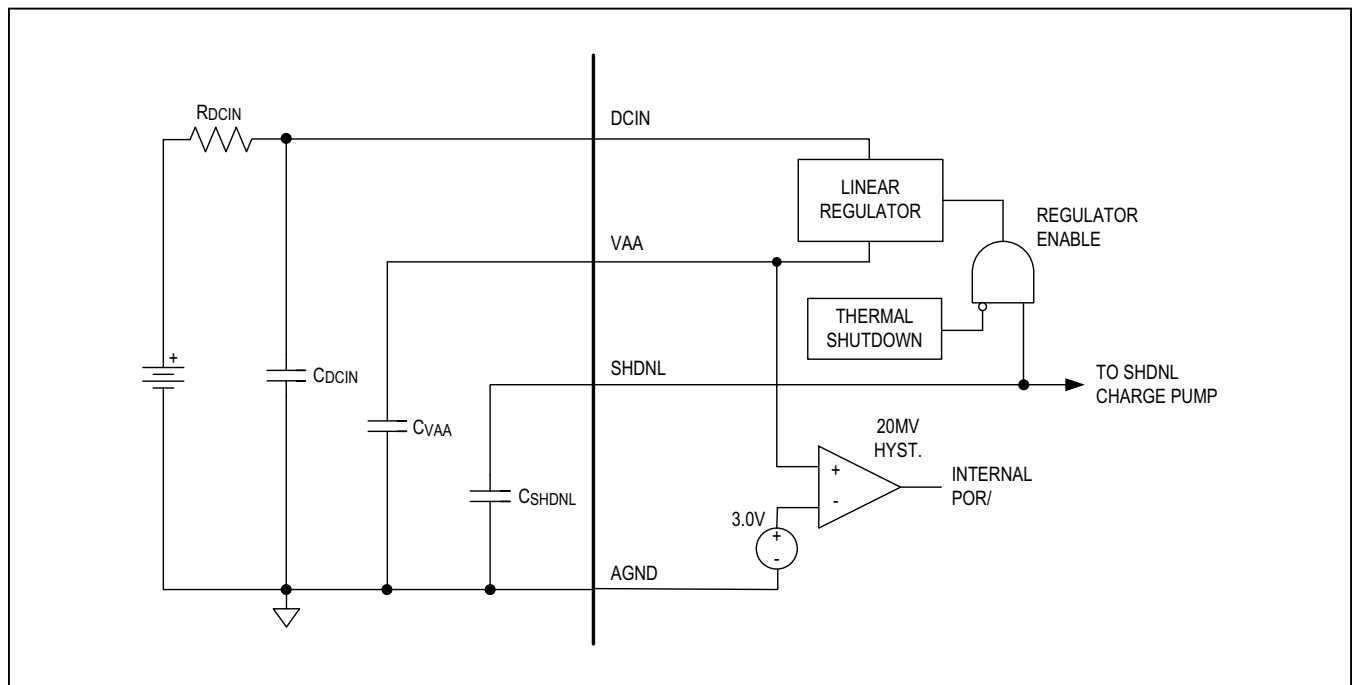 RDCIN
DCIN
LINEAR
REGULATOR
REGULATOR
ENABLE
VAA
THERMAL
SHUTDOWN
SHDNL
TO SHDNL
CHARGE PUMP
+
CDCIN
CVAA
20MV
HYST.
CSHDNL
+
-
INTERNAL
POR/
3.0V
+
-
AGND